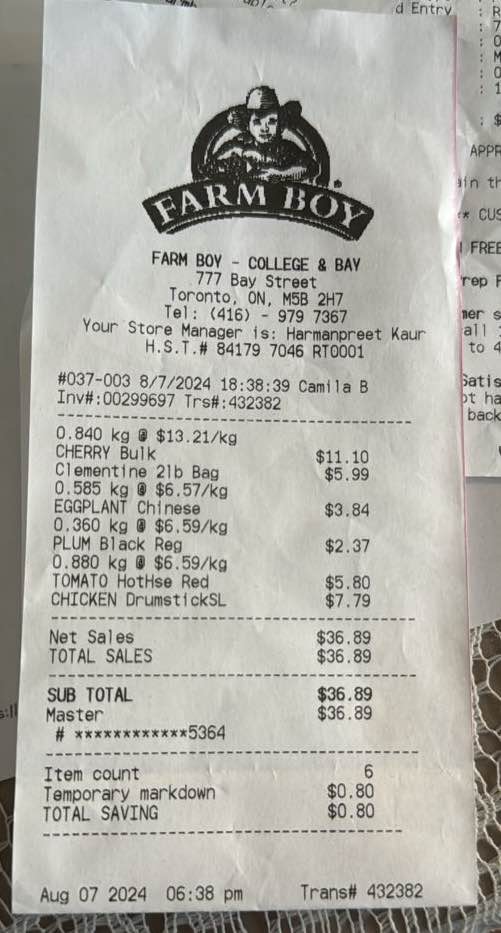 d Entry
FARM BOY
FARM BOY - COLLEGE & BAY
777 Bay Street
Toronto, ON, M5B 2H7
Tel: (416) - 979 7367
Your Store Manager is: Harmanpreet Kaur
H.S.T.# 84179 7046 RT0001
#037-003 8/7/2024 18:38:39 Camila B
Inv#:00299697 Trs#:432382
0.840 kg @ $13.21/kg
CHERRY Bulk $11.10
Clementine 2lb Bag $5.99
0.585 kg @ $6.57/kg
EGGPLANT Chinese $3.84
0.360 kg @ $6.59/kg
PLUM Black Reg $2.37
0.880 kg @ $6.59/kg
TOMATO HotHse Red $5.80
CHICKEN DrumstickSL $7.79
Net Sales $36.89
TOTAL SALES $36.89
SUB TOTAL $36.89
Master $36.89
# ************5364
Item count 6
Temporary markdown $0.80
TOTAL SAVING $0.80
Aug 07 2024 06:38 pm Trans# 432382
: R
: 7
: 0
: M
: 0
: 1
: $
APPR
ain th
** CUS
FREE
rep F
mer s
all
to 4
Satis
ot ha
back